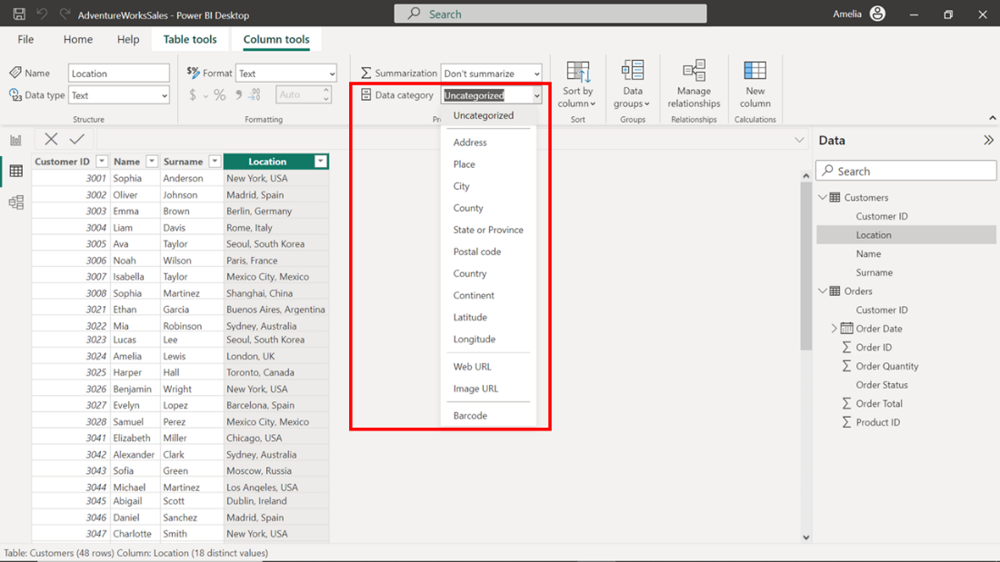 AdventureWorksSales - Power BI Desktop
Search
Amelia
File Home Help Table tools Column tools
Name Location
Data type Text
Structure
$% Format Text
$ % Auto
Formatting
Summarization Don't summarize
Data category Uncategorized
Pr
Sort by column
Sort
Data groups
Groups
Manage relationships
Relationships
New column
Calculations
Uncategorized
Address
Place
City
County
State or Province
Postal code
Country
Continent
Latitude
Longitude
Web URL
Image URL
Barcode
Customer ID Name Surname Location
3001 Sophia Anderson New York, USA
3002 Oliver Johnson Madrid, Spain
3003 Emma Brown Berlin, Germany
3004 Liam Davis Rome, Italy
3005 Ava Taylor Seoul, South Korea
3006 Noah Wilson Paris, France
3007 Isabella Taylor Mexico City, Mexico
3008 Sophia Martinez Shanghai, China
3021 Ethan Garcia Buenos Aires, Argentina
3022 Mia Robinson Sydney, Australia
3023 Lucas Lee Seoul, South Korea
3024 Amelia Lewis London, UK
3025 Harper Hall Toronto, Canada
3026 Benjamin Wright New York, USA
3027 Evelyn Lopez Barcelona, Spain
3028 Samuel Perez Mexico City, Mexico
3041 Elizabeth Miller Chicago, USA
3042 Alexander Clark Sydney, Australia
3043 Sofia Green Moscow, Russia
3044 Michael Martinez Los Angeles, USA
3045 Abigail Scott Dublin, Ireland
3046 Daniel Sanchez Madrid, Spain
3047 Charlotte Smith New York, USA
Data
Search
Customers
Customer ID
Location
Name
Surname
Orders
Customer ID
Order Date
Order ID
Order Quantity
Order Status
Order Total
Product ID
Table: Customers (48 rows) Column: Location (18 distinct values)